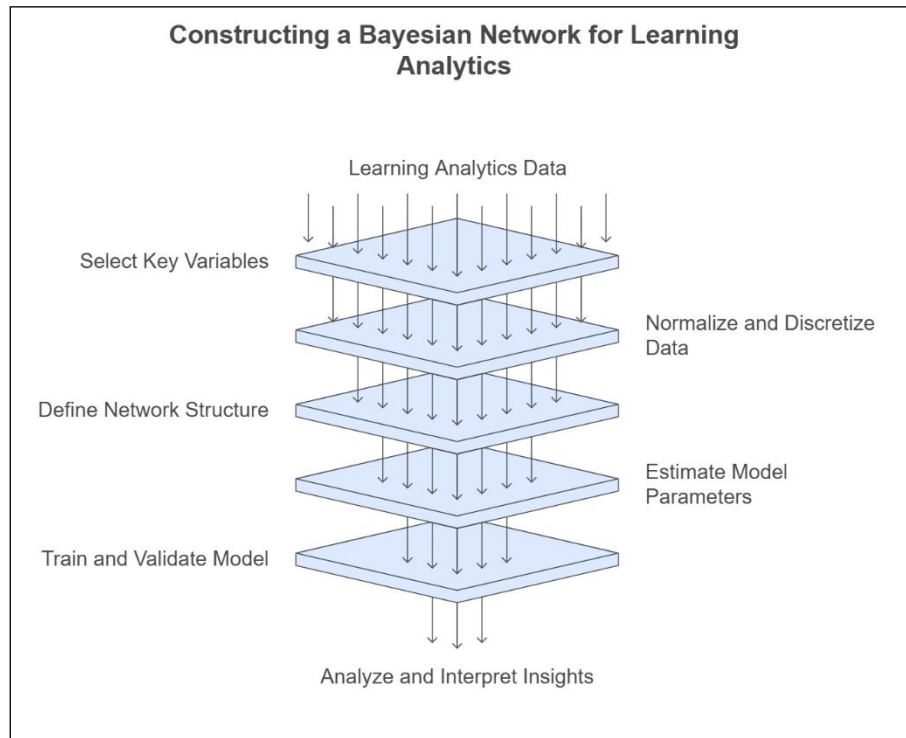 Constructing a Bayesian Network for Learning
Analytics
Learning Analytics Data
Select Key Variables
Normalize and Discretize
Data
Define Network Structure
Estimate Model
Parameters
Train and Validate Model
Analyze and Interpret Insights